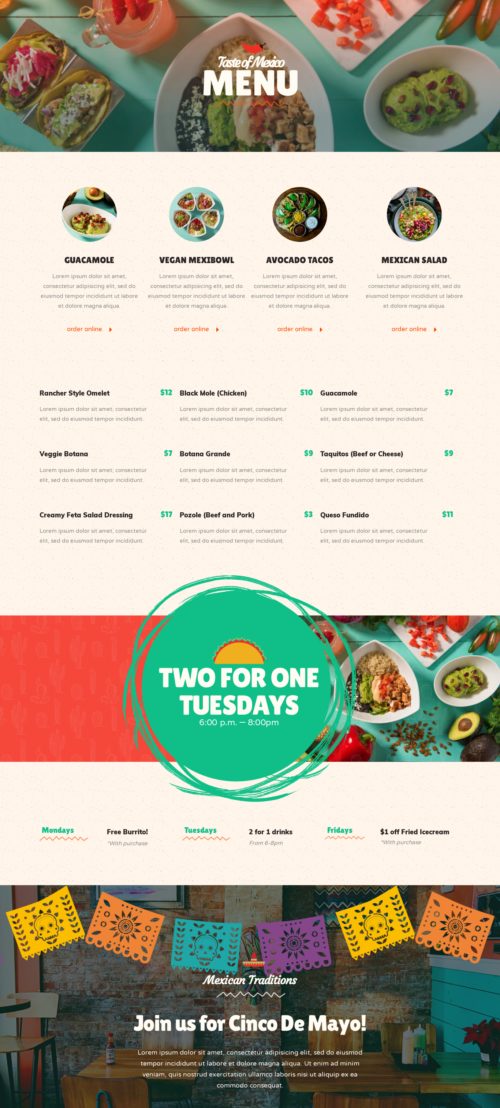 Taste of Mexico
MENU
GUACAMOLE
Lorem ipsum dolor sit amet,
consectetur adipiscing elit, sed do
eiusmod tempor incididunt ut labore
et dolore magna aliqua.
order online
VEGAN MEXIBOWL
Lorem ipsum dolor sit amet,
consectetur adipiscing elit, sed do
eiusmod tempor incididunt ut labore
et dolore magna aliqua.
order online
AVOCADO TACOS
Lorem ipsum dolor sit amet,
consectetur adipiscing elit, sed do
eiusmod tempor incididunt ut labore
et dolore magna aliqua.
order online
MEXICAN SALAD
Lorem ipsum dolor sit amet,
consectetur adipiscing elit, sed do
eiusmod tempor incididunt ut labore
et dolore magna aliqua.
order online
Rancher Style Omelet $12
Lorem ipsum dolor sit amet, consectetur
elit, sed do eiusmod tempor incididunt.
Black Mole (Chicken) $10
Lorem ipsum dolor sit amet, consectetur
elit, sed do eiusmod tempor incididunt.
Guacamole $7
Lorem ipsum dolor sit amet, consectetur
elit, sed do eiusmod tempor incididunt.
Veggie Botana $7
Lorem ipsum dolor sit amet, consectetur
elit, sed do eiusmod tempor incididunt.
Botana Grande $9
Lorem ipsum dolor sit amet, consectetur
elit, sed do eiusmod tempor incididunt.
Taquitos (Beef or Cheese) $9
Lorem ipsum dolor sit amet, consectetur
elit, sed do eiusmod tempor incididunt.
Creamy Feta Salad Dressing $17
Lorem ipsum dolor sit amet, consectetur
elit, sed do eiusmod tempor incididunt.
Pozole (Beef and Pork) $3
Lorem ipsum dolor sit amet, consectetur
elit, sed do eiusmod tempor incididunt.
Queso Fundido $11
Lorem ipsum dolor sit amet, consectetur
elit, sed do eiusmod tempor incididunt.
TWO FOR ONE
TUESDAYS
6:00 p.m. – 8:00pm
Mondays
Free Burrito!
*With purchase
Tuesdays
2 for 1 drinks
From 6-8pm
Fridays
$1 off Fried Icecream
*With purchase
Mexican Traditions
Join us for Cinco De Mayo!
Lorem ipsum dolor sit amet, consectetur adipiscing elit,
sed do eiusmod tempor incididunt ut labore et dolore
magna aliqua. Ut enim ad minim
veniam, quis nostrud exercitation ullamco laboris nisi ut aliquip ex ea
commodo consequat.